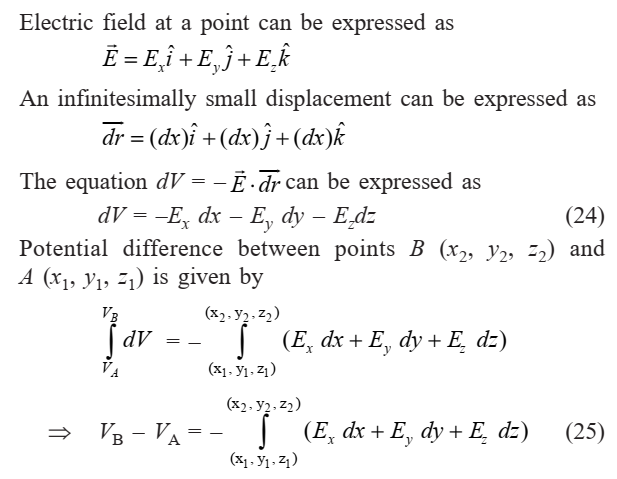 Electric field at a point can be expressed as
$\vec{E} = E_x\hat{i} + E_y\hat{j} + E_z\hat{k}$
An infinitesimally small displacement can be expressed as
$\overline{dr} = (dx)\hat{i} + (dx)\hat{j} + (dx)\hat{k}$
The equation $dV = -\vec{E} \cdot \overline{dr}$ can be expressed as
$dV = -E_x\, dx - E_y\, dy - E_z dz$ (24)
Potential difference between points $B$ $(x_2, y_2, z_2)$ and
$A$ $(x_1, y_1, z_1)$ is given by
$\int_{V_A}^{V_B} dV = -\int_{(x_1, y_1, z_1)}^{(x_2, y_2, z_2)} (E_x\, dx + E_y\, dy + E_z\, dz)$
$\Rightarrow V_B - V_A = -\int_{(x_1, y_1, z_1)}^{(x_2, y_2, z_2)} (E_x\, dx + E_y\, dy + E_z\, dz)$ (25)